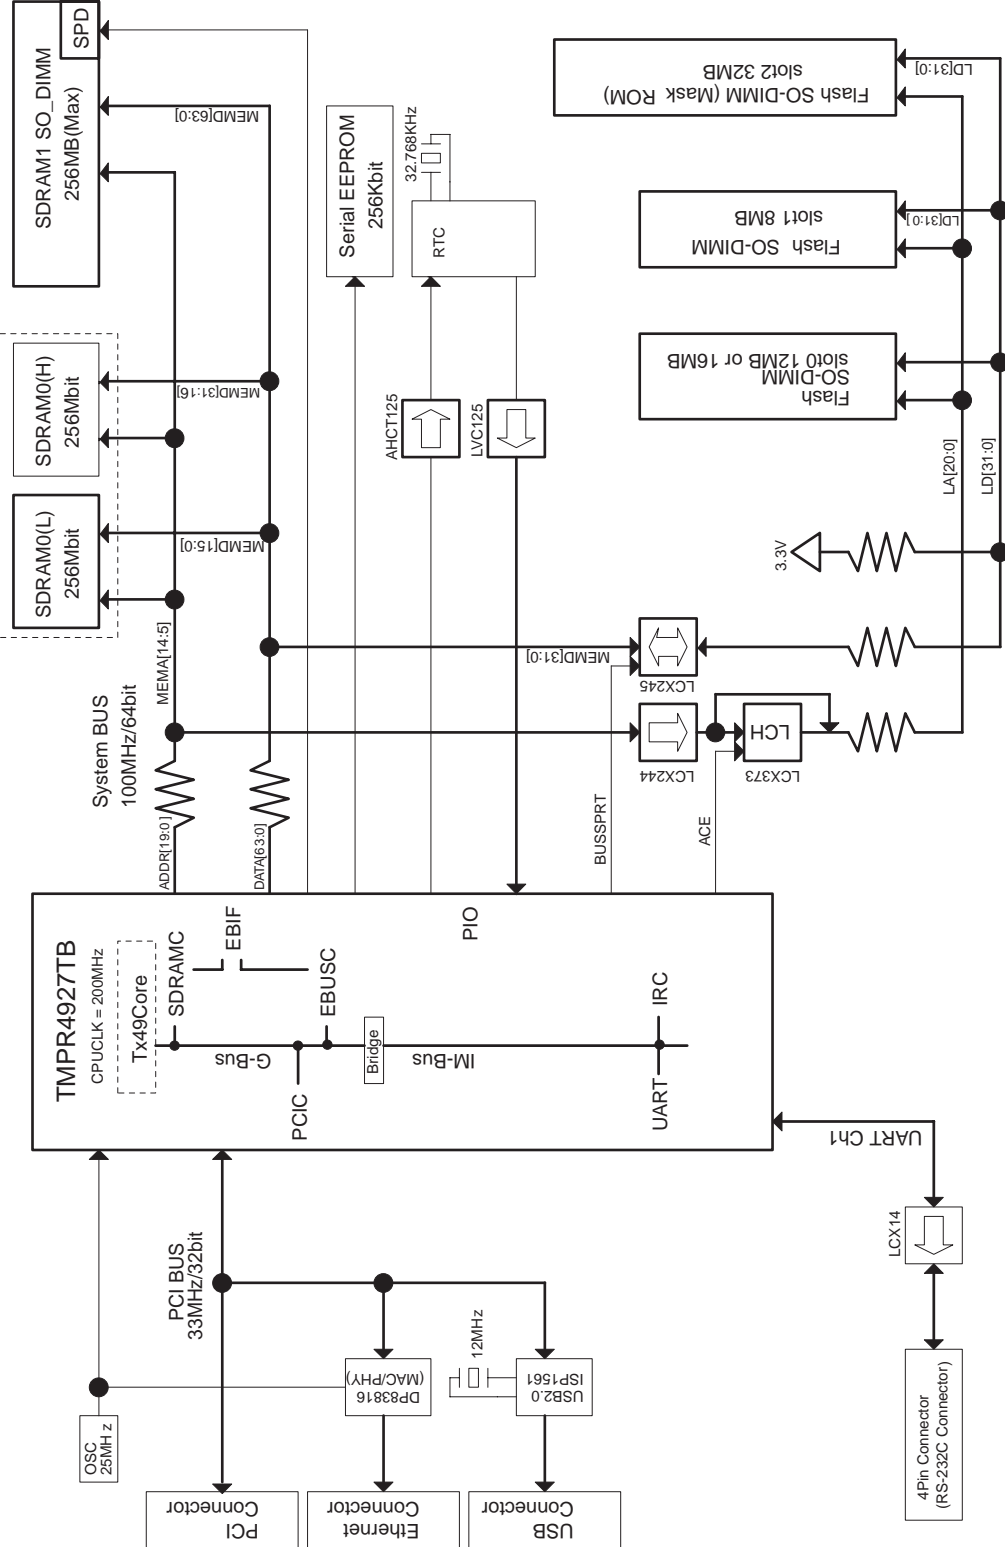 SDRAM1 SO_DIMM
256MB(Max)
SPD
MEMD[63:0]
SDRAM0(H)
256Mbit
MEMD[31:16]
SDRAM0(L)
256Mbit
MEMD[15:0]
MEMA[14:5]
System BUS
100MHz/64bit
ADDR[19:0]
DATA[63:0]
Serial EEPROM
256Kbit
32.768KHz
RTC
AHCT125
LVC125
Flash SO-DIMM (Mask ROM)
slot2 32MB
LD[31:0]
Flash SO-DIMM
slot1 8MB
LD[31:0]
Flash
SO-DIMM
slot0 12MB or 16MB
LA[20:0]
LD[31:0]
3.3V
MEMD[31:0]
LCX245
LCX244
LCH
LCX373
BUSSPRT
ACE
TMPR4927TB
CPUCLK = 200MHz
Tx49Core
SDRAMC
EBIF
EBUSC
G-Bus
PCIC
Bridge
IM-Bus
PIO
IRC
UART
UART Ch1
LCX14
4Pin Connector
(RS-232C Connector)
PCI BUS
33MHz/32bit
OSC
25MHz
DP83816
(MAC/PHY)
12MHz
USB2.0
ISP1561
PCI
Connector
Ethernet
Connector
USB
Connector